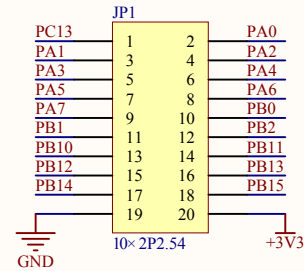 JP1
PC13 1 2 PA0
PA1 3 4 PA2
PA3 5 6 PA4
PA5 7 8 PA6
PA7 9 10 PB0
PB1 11 12 PB2
PB10 13 14 PB11
PB12 15 16 PB13
PB14 17 18 PB15
19 20
GND 10×2P2.54 +3V3